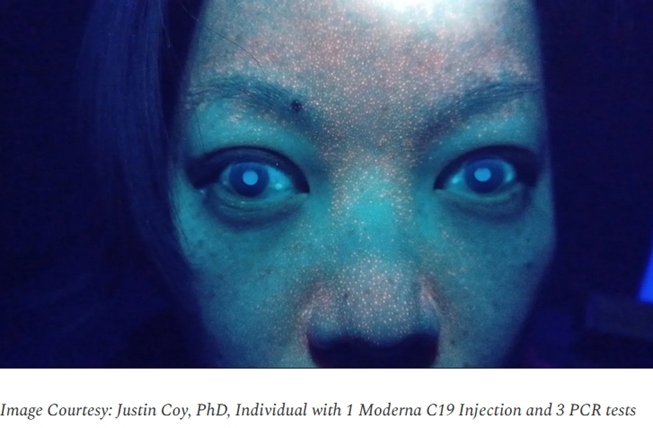 Image Courtesy: Justin Coy, PhD, Individual with 1 Moderna C19 Injection and 3 PCR tests